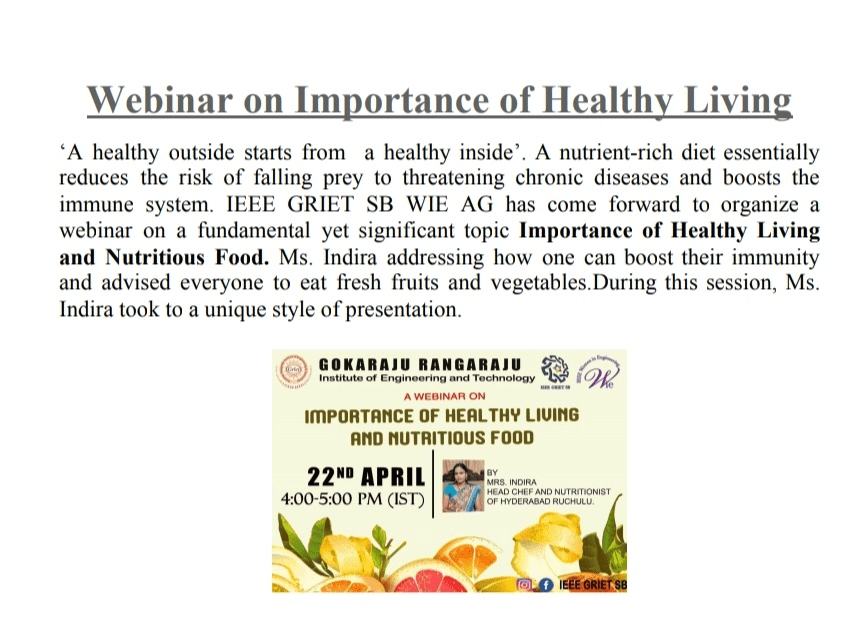 Webinar on Importance of Healthy Living
‘A healthy outside starts from a healthy inside’. A nutrient-rich diet essentially
reduces the risk of falling prey to threatening chronic diseases and boosts the
immune system. IEEE GRIET SB WIE AG has come forward to organize a
webinar on a fundamental yet significant topic Importance of Healthy Living
and Nutritious Food. Ms. Indira addressing how one can boost their immunity
and advised everyone to eat fresh fruits and vegetables.During this session, Ms.
Indira took to a unique style of presentation.
GOKARAJU RANGARAJU
Institute of Engineering and Technology
IEEE GRIET SB
A WEBINAR ON
IMPORTANCE OF HEALTHY LIVING
AND NUTRITIOUS FOOD
22ND APRIL
4:00-5:00 PM (IST)
BY
MRS. INDIRA
HEAD CHEF AND NUTRITIONIST
OF HYDERABAD RUCHULU.
IEEE GRIET SB